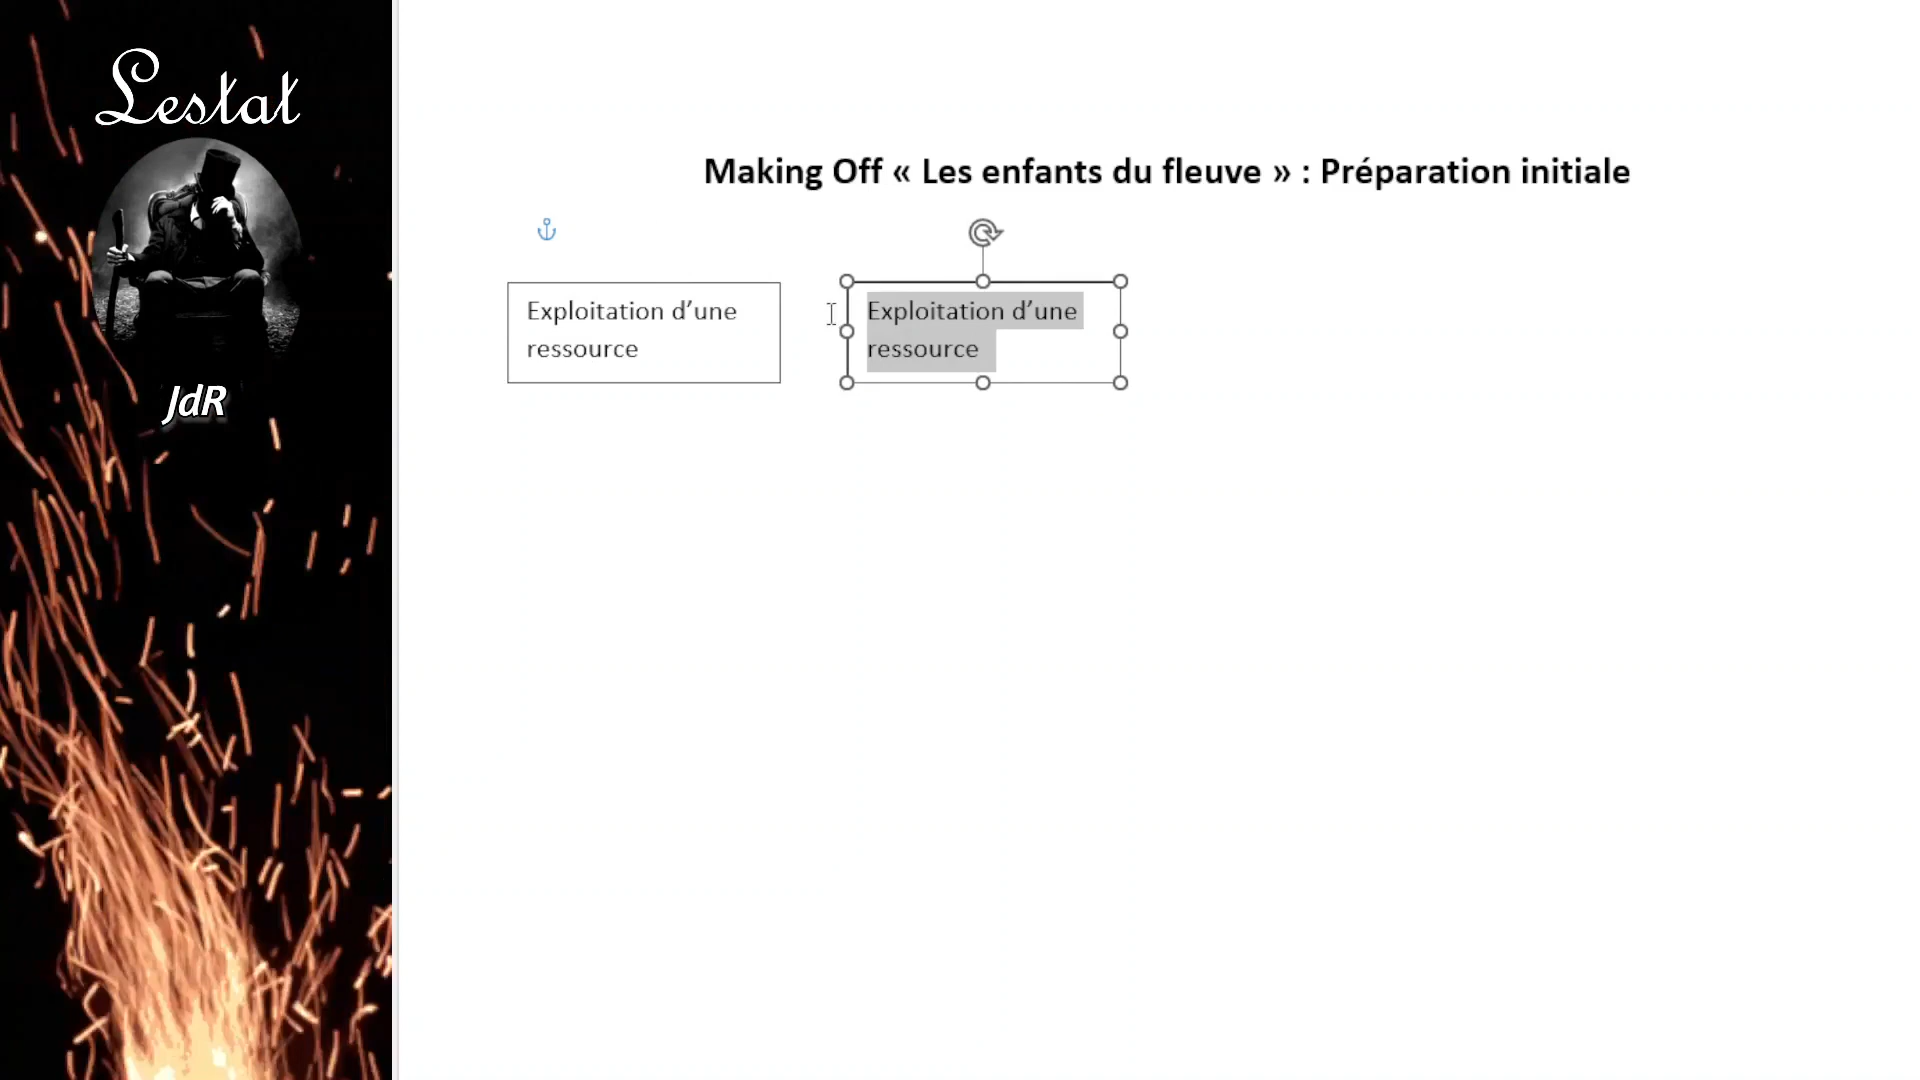 Lestat
JdR
Making Off « Les enfants du fleuve » : Préparation initiale
Exploitation d’une
ressource
Exploitation d’une
ressource